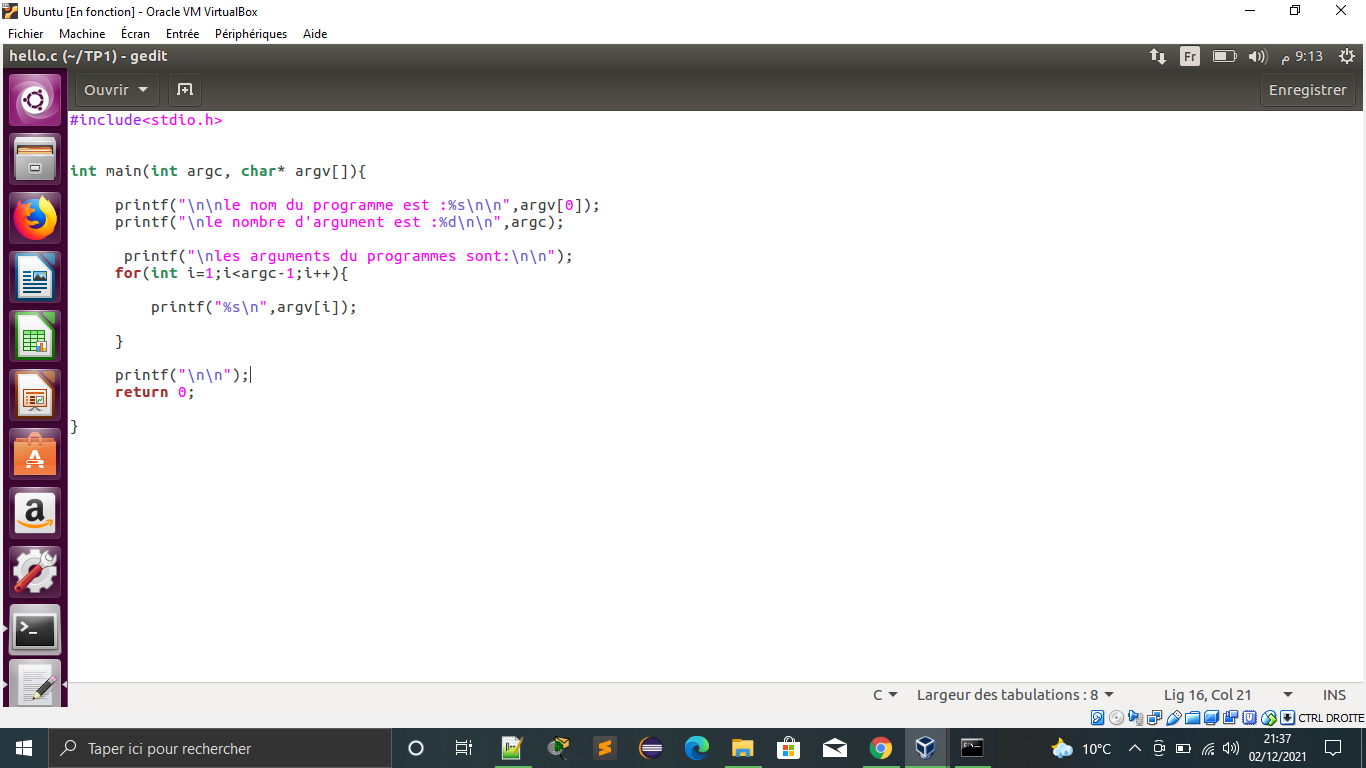 Ubuntu [En fonction] - Oracle VM VirtualBox
Fichier Machine Écran Entrée Périphériques Aide
hello.c (~/TP1) - gedit Fr م 9:13
Ouvrir Enregistrer
#include<stdio.h>
int main(int argc, char* argv[]){
printf("\n\nle nom du programme est :%s\n\n",argv[0]);
printf("\nle nombre d'argument est :%d\n\n",argc);
printf("\nles arguments du programmes sont:\n\n");
for(int i=1;i<argc-1;i++){
printf("%s\n",argv[i]);
}
printf("\n\n");
return 0;
}
C Largeur des tabulations : 8 Lig 16, Col 21 INS
CTRL DROITE
Taper ici pour rechercher 10°C 21:37
02/12/2021